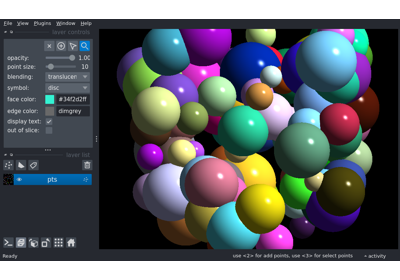 File View Plugins Window Help
layer controls
opacity: 1.00
point size: 10
blending: translucen
symbol: disc
face color: #34f2d2ff
edge color: dimgrey
display text:
out of slice:
layer list
pts
Ready use <2> for add points, use <3> for select points activity